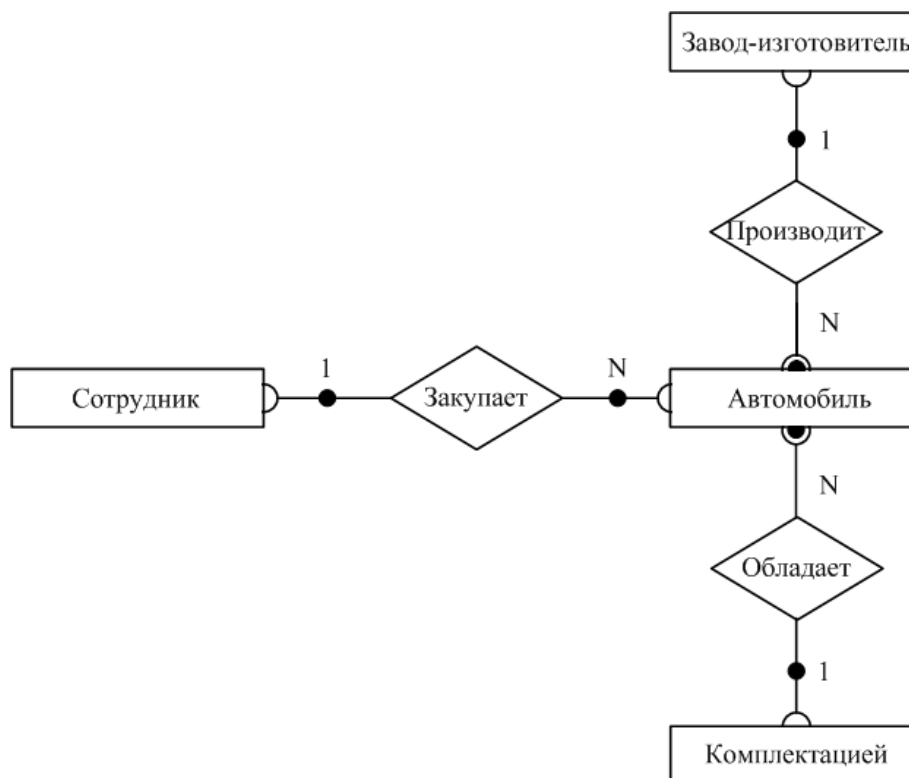 Завод-изготовитель
1
Производит
N
Сотрудник
1
Закупает
N
Автомобиль
N
Обладает
1
Комплектацией